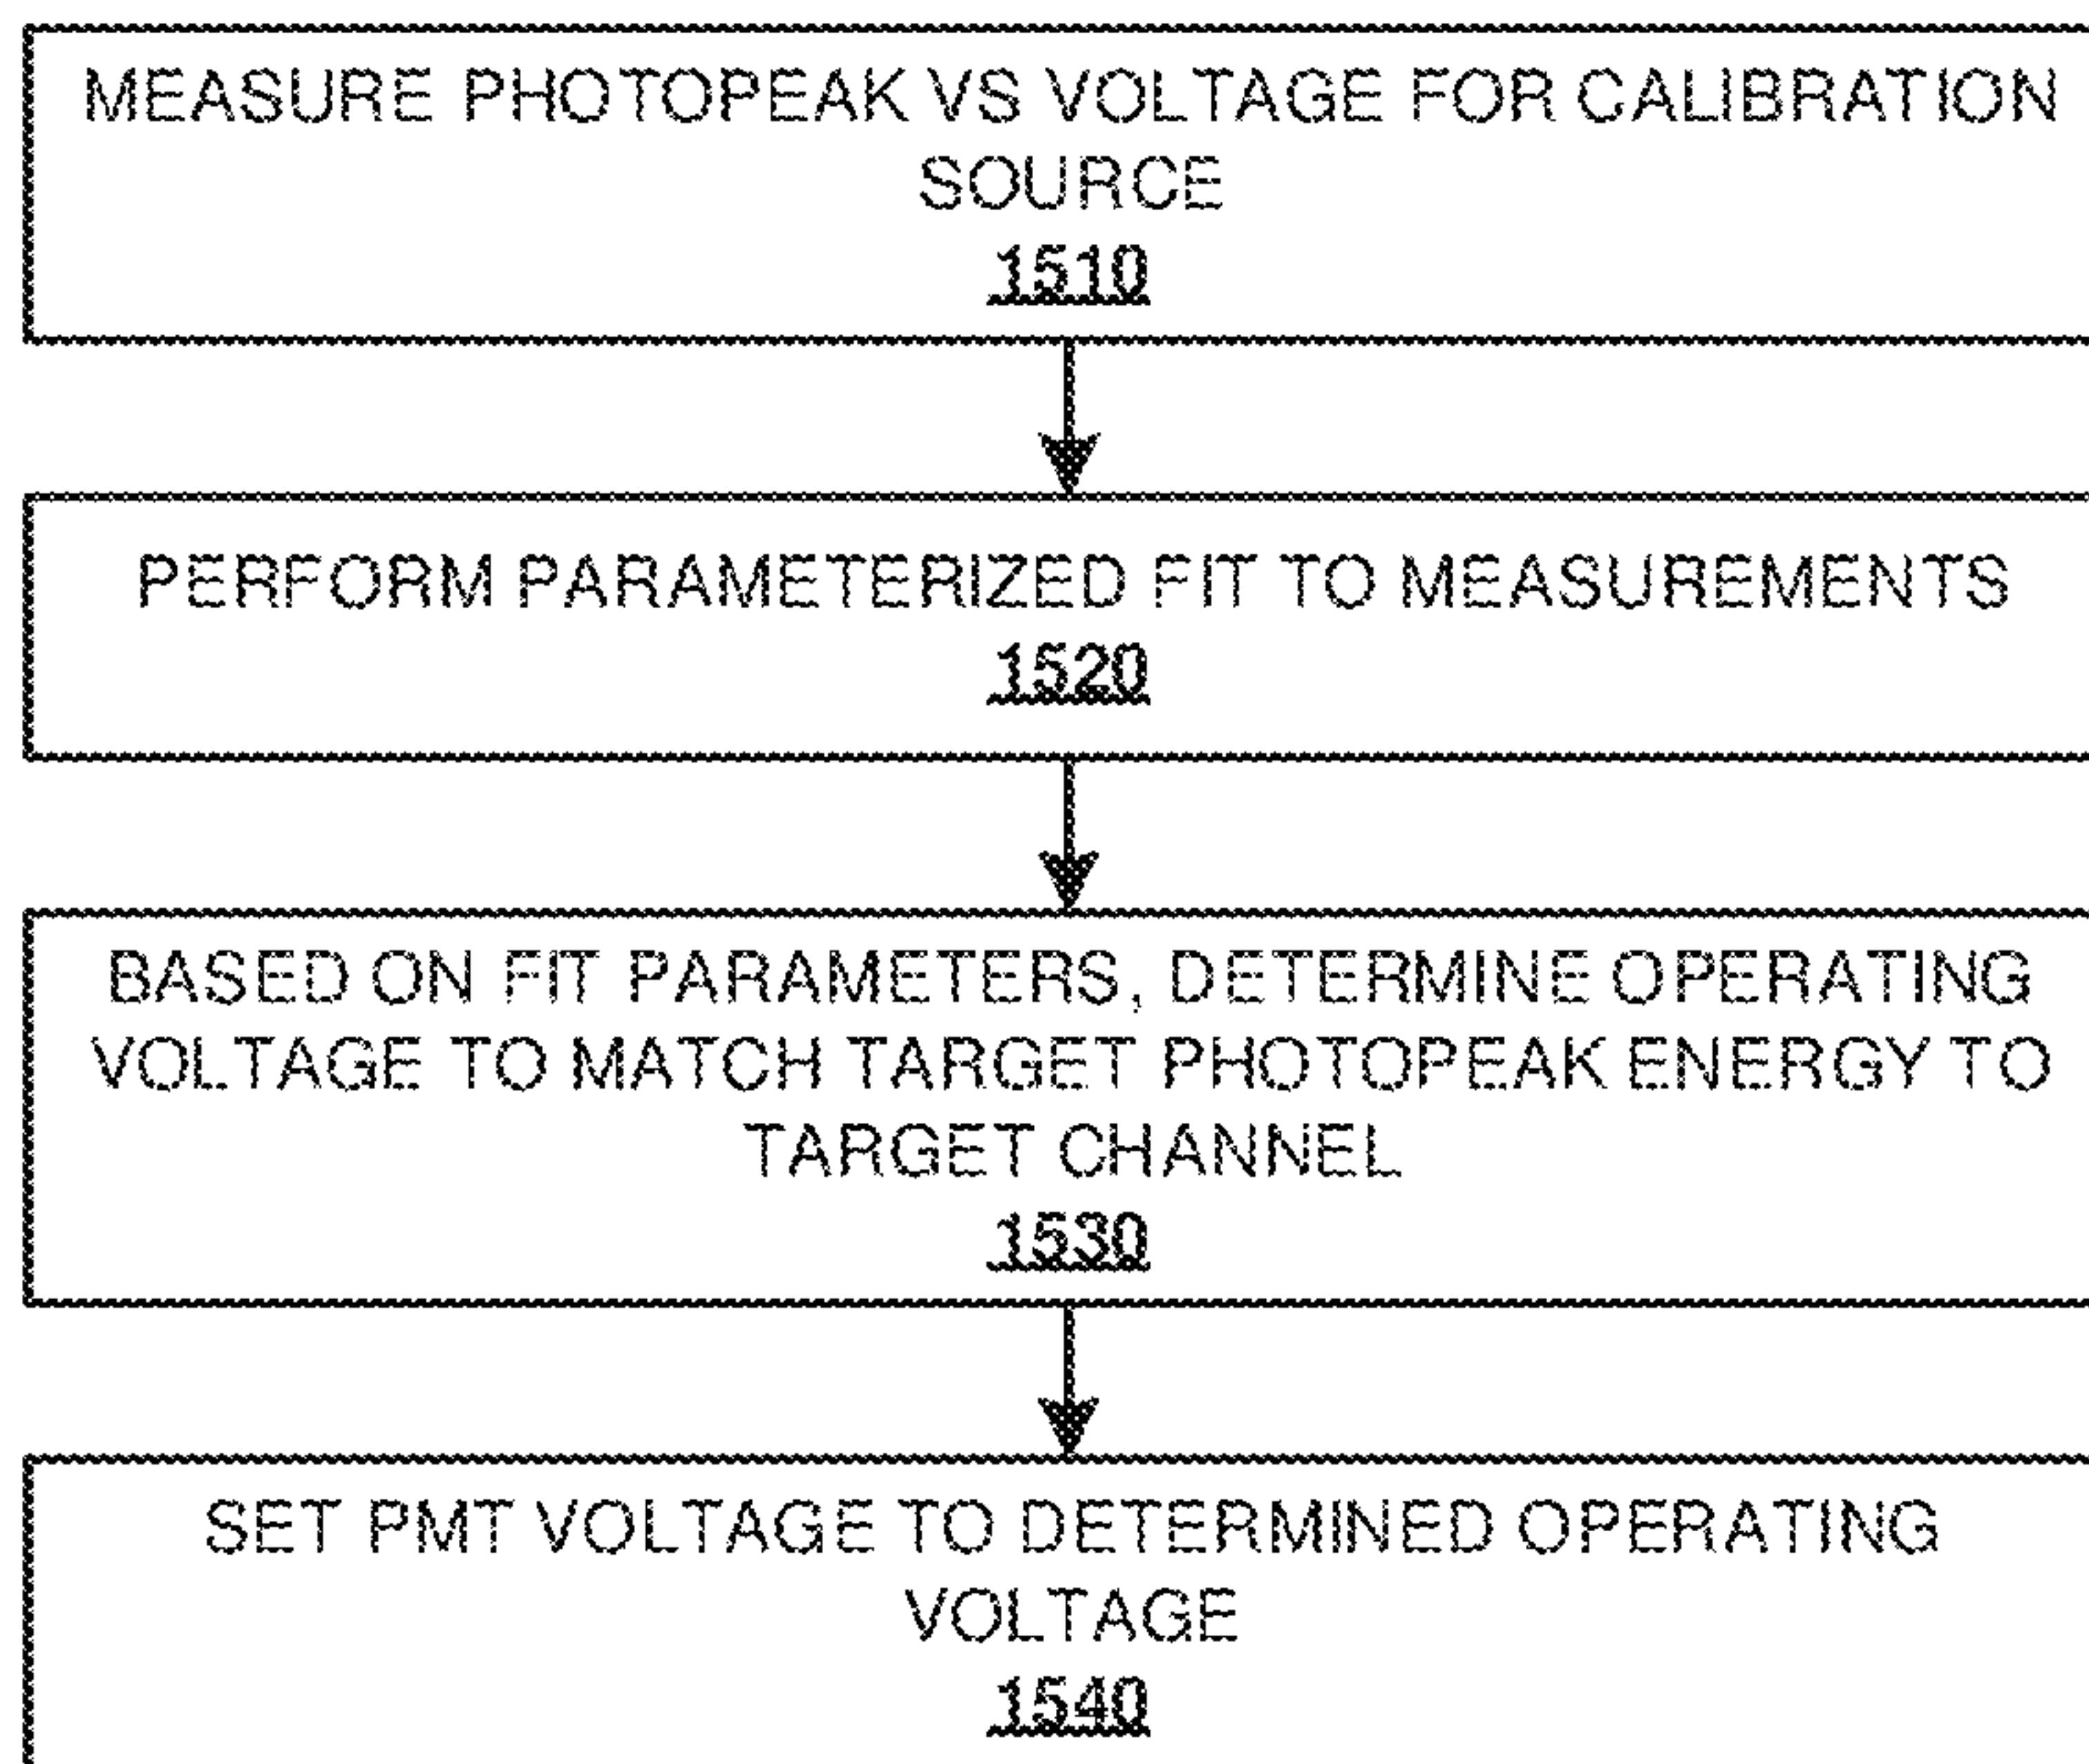 MEASURE PHOTOPEAK VS VOLTAGE FOR CALIBRATION
SOURCE
1510
PERFORM PARAMETERIZED FIT TO MEASUREMENTS
1520
BASED ON FIT PARAMETERS, DETERMINE OPERATING
VOLTAGE TO MATCH TARGET PHOTOPEAK ENERGY TO
TARGET CHANNEL
1530
SET PMT VOLTAGE TO DETERMINED OPERATING
VOLTAGE
1540